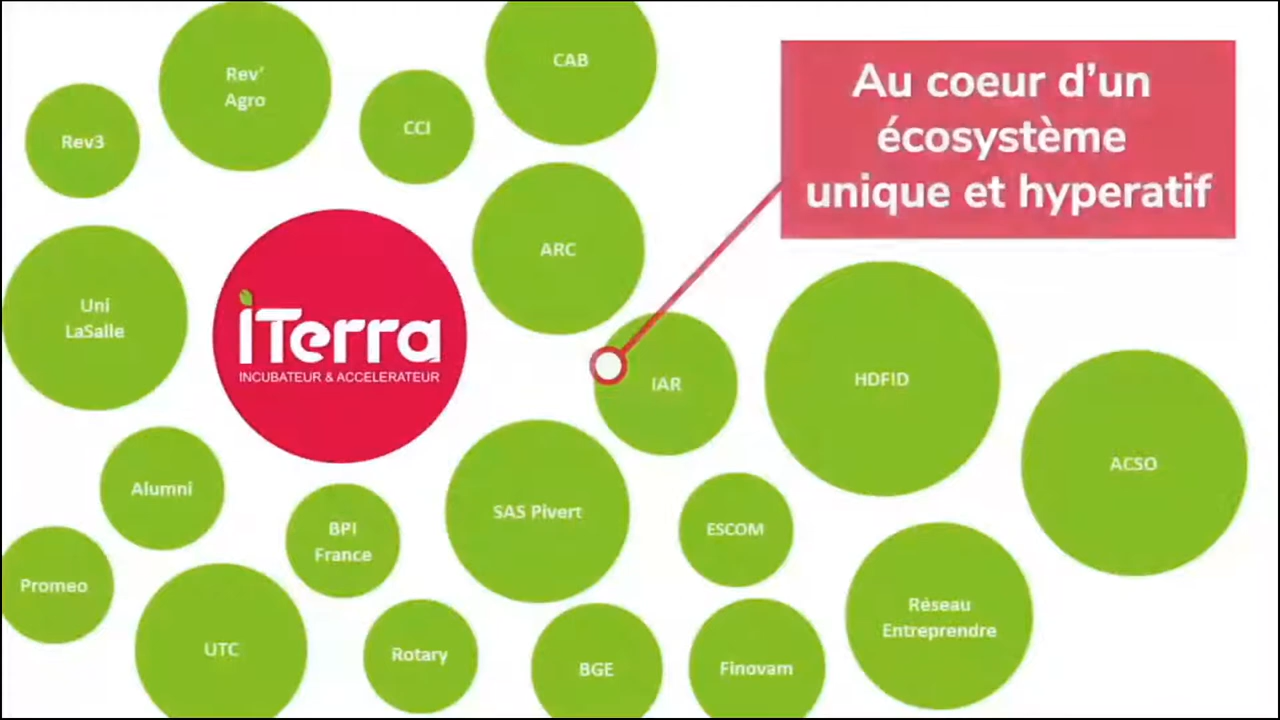 Rev'
Agro
CAB
Rev3
CCI
Au coeur d'un
écosystème
unique et hyperatif
ARC
Uni
LaSalle
iTerra
INCUBATEUR & ACCELERATEUR
IAR
HDFID
ACSO
Alumni
BPI
France
SAS Pivert
ESCOM
Promeo
UTC
Rotary
BGE
Finovam
Réseau
Entreprendre